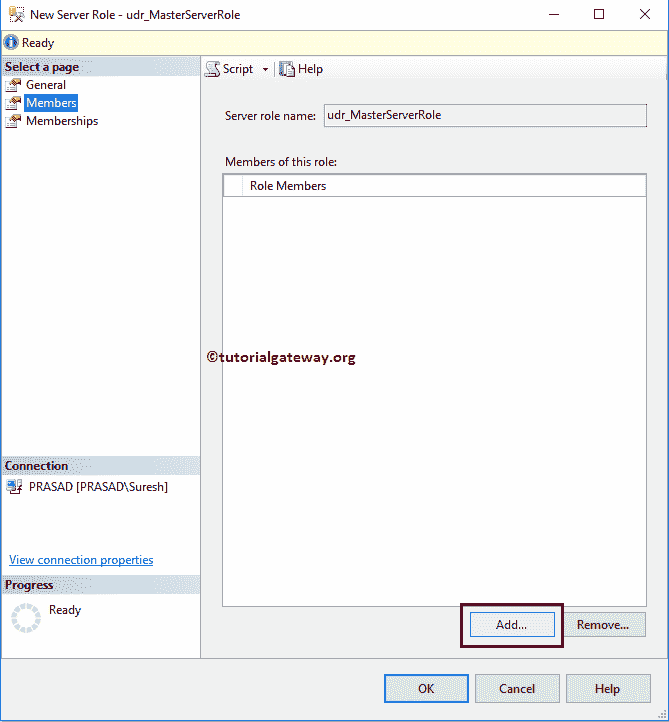 New Server Role - udr_MasterServerRole
Ready
Select a page
General
Members
Memberships
Script
Help
Server role name:
udr_MasterServerRole
Members of this role:
Role Members
©tutorialgateway.org
Connection
PRASAD [PRASAD\Suresh]
View connection properties
Progress
Ready
Add...
Remove...
OK
Cancel
Help